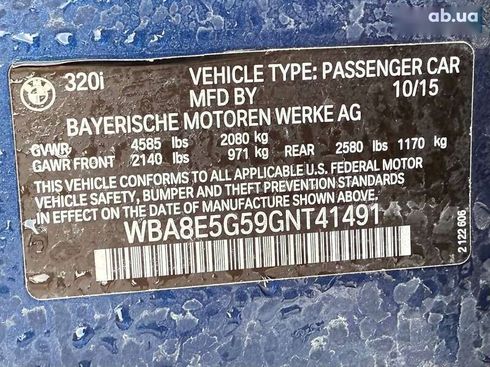 ab.ua
320i VEHICLE TYPE: PASSENGER CAR
MFD BY 10/15
BAYERISCHE MOTOREN WERKE AG
GVWR 4585 lbs 2080 kg
GAWR FRONT 2140 lbs 971 kg REAR 2580 lbs 1170 kg
THIS VEHICLE CONFORMS TO ALL APPLICABLE U.S. FEDERAL MOTOR
VEHICLE SAFETY, BUMPER AND THEFT PREVENTION STANDARDS
IN EFFECT ON THE DATE OF MANUFACTURE SHOWN ABOVE.
WBA8E5G59GNT41491
2 122 606